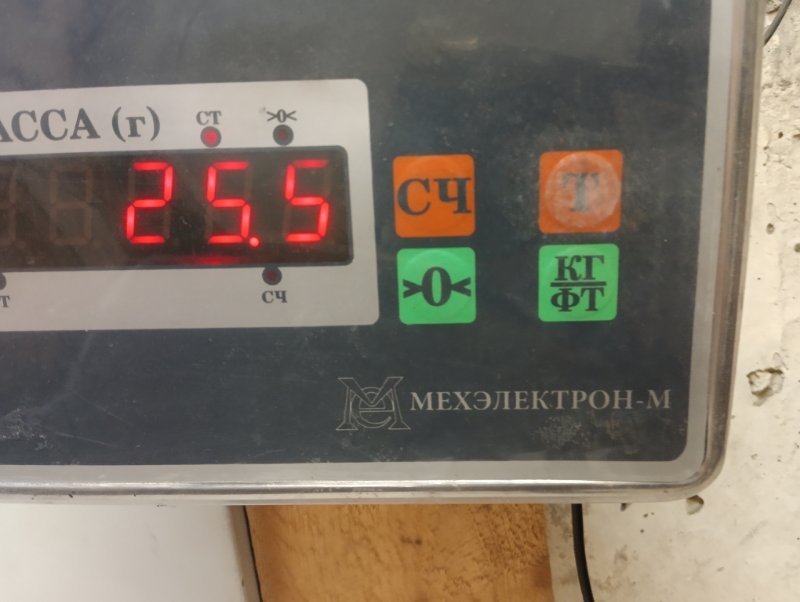 АССА (г)
СТ
>0<
25.5
Т
СЧ
СЧ
Т
>0<
КГ
ФТ
МЕХЭЛЕКТРОН-М